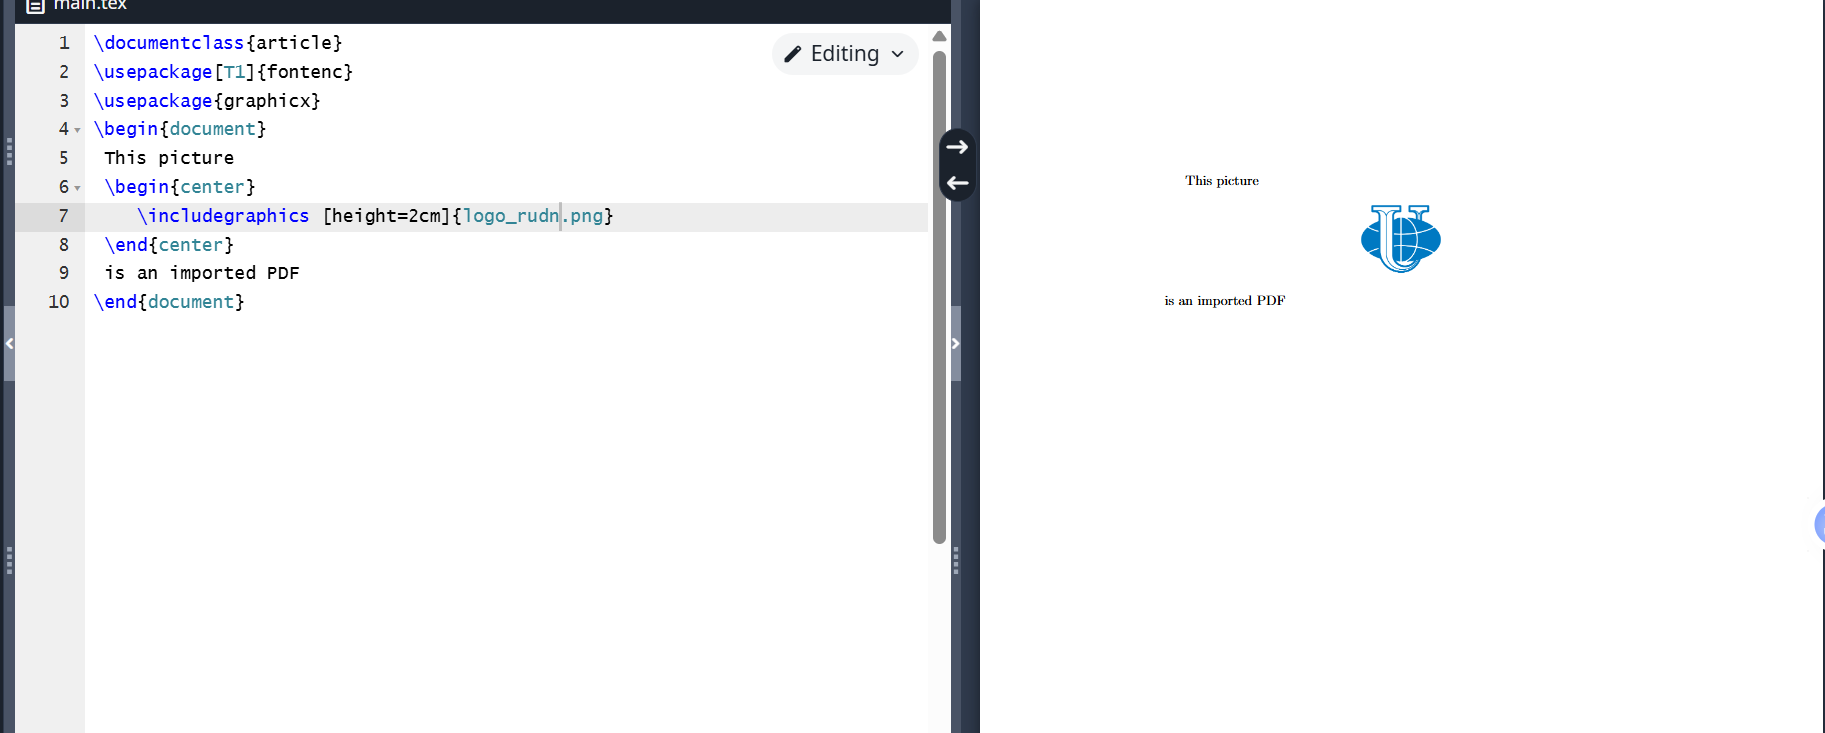 main.tex
1 \documentclass{article}
2 \usepackage[T1]{fontenc}
3 \usepackage{graphicx}
4 \begin{document}
5 This picture
6 \begin{center}
7 \includegraphics [height=2cm]{logo_rudn.png}
8 \end{center}
9 is an imported PDF
10 \end{document}
Editing
This picture
is an imported PDF